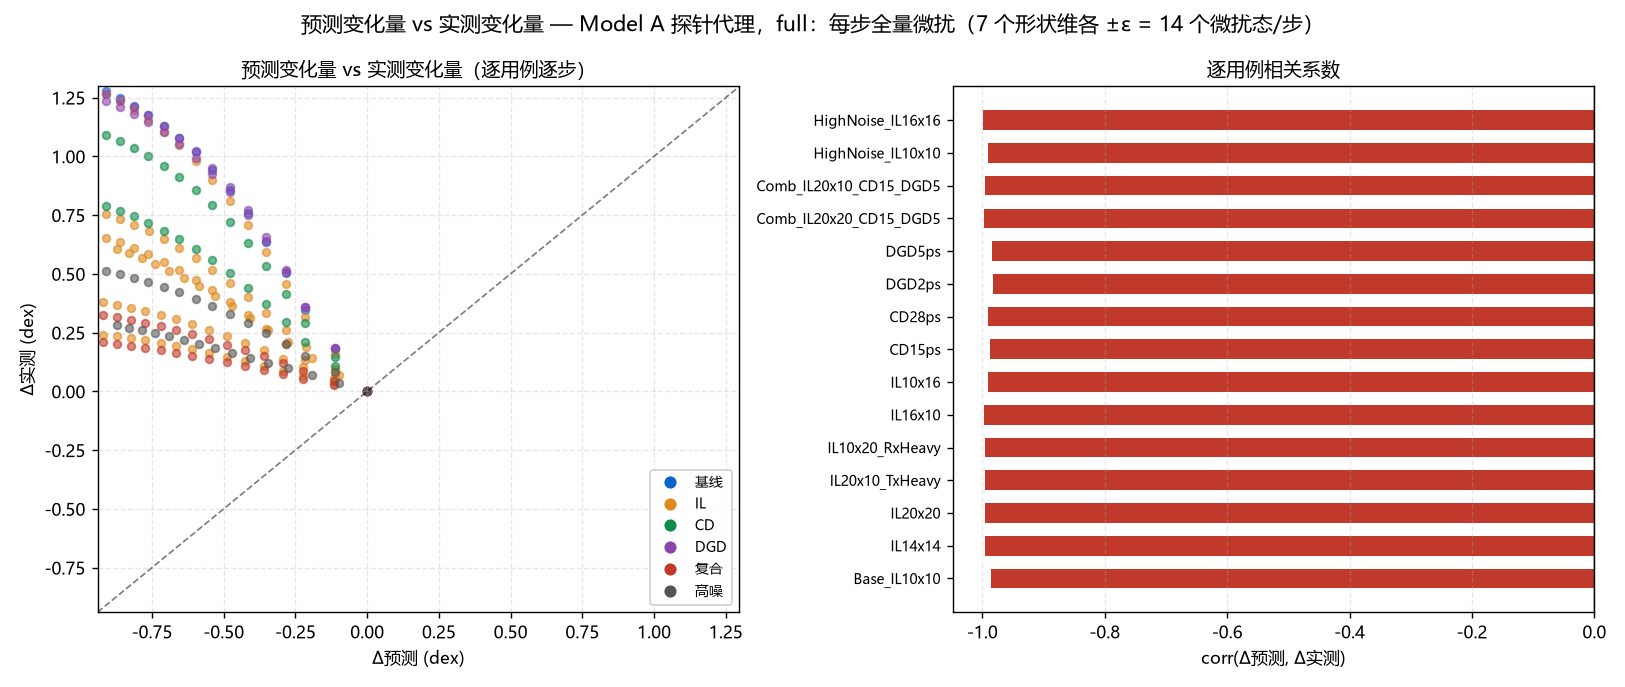 预测变化量 vs 实测变化量 — Model A 探针代理，full：每步全量微扰（7 个形状维各 ±ε = 14 个微扰态/步）
预测变化量 vs 实测变化量（逐用例逐步）
1.25
1.00
0.75
0.50
0.25
0.00
-0.25
-0.50
-0.75
Δ实测 (dex)
-0.75 -0.50 -0.25 0.00 0.25 0.50 0.75 1.00 1.25
Δ预测 (dex)
基线
IL
CD
DGD
复合
高噪
逐用例相关系数
HighNoise_IL16x16
HighNoise_IL10x10
Comb_IL20x10_CD15_DGD5
Comb_IL20x20_CD15_DGD5
DGD5ps
DGD2ps
CD28ps
CD15ps
IL10x16
IL16x10
IL10x20_RxHeavy
IL20x10_TxHeavy
IL20x20
IL14x14
Base_IL10x10
-1.0 -0.8 -0.6 -0.4 -0.2 0.0
corr(Δ预测, Δ实测)